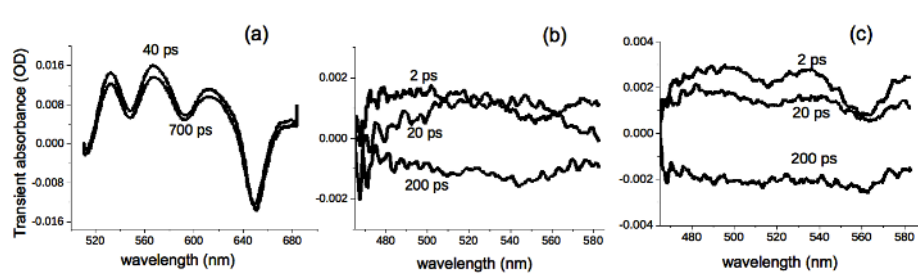 (a)
Transient absorbance (OD)
0.016
0.008
0.000
-0.008
-0.016
40 ps
700 ps
520 560 600 640 680
wavelength (nm)
(b)
0.002
0.000
-0.002
2 ps
20 ps
200 ps
460 480 500 520 540 560 580
wavelength (nm)
(c)
0.004
0.002
0.000
-0.002
-0.004
2 ps
20 ps
200 ps
460 480 500 520 540 560 580
wavelength (nm)